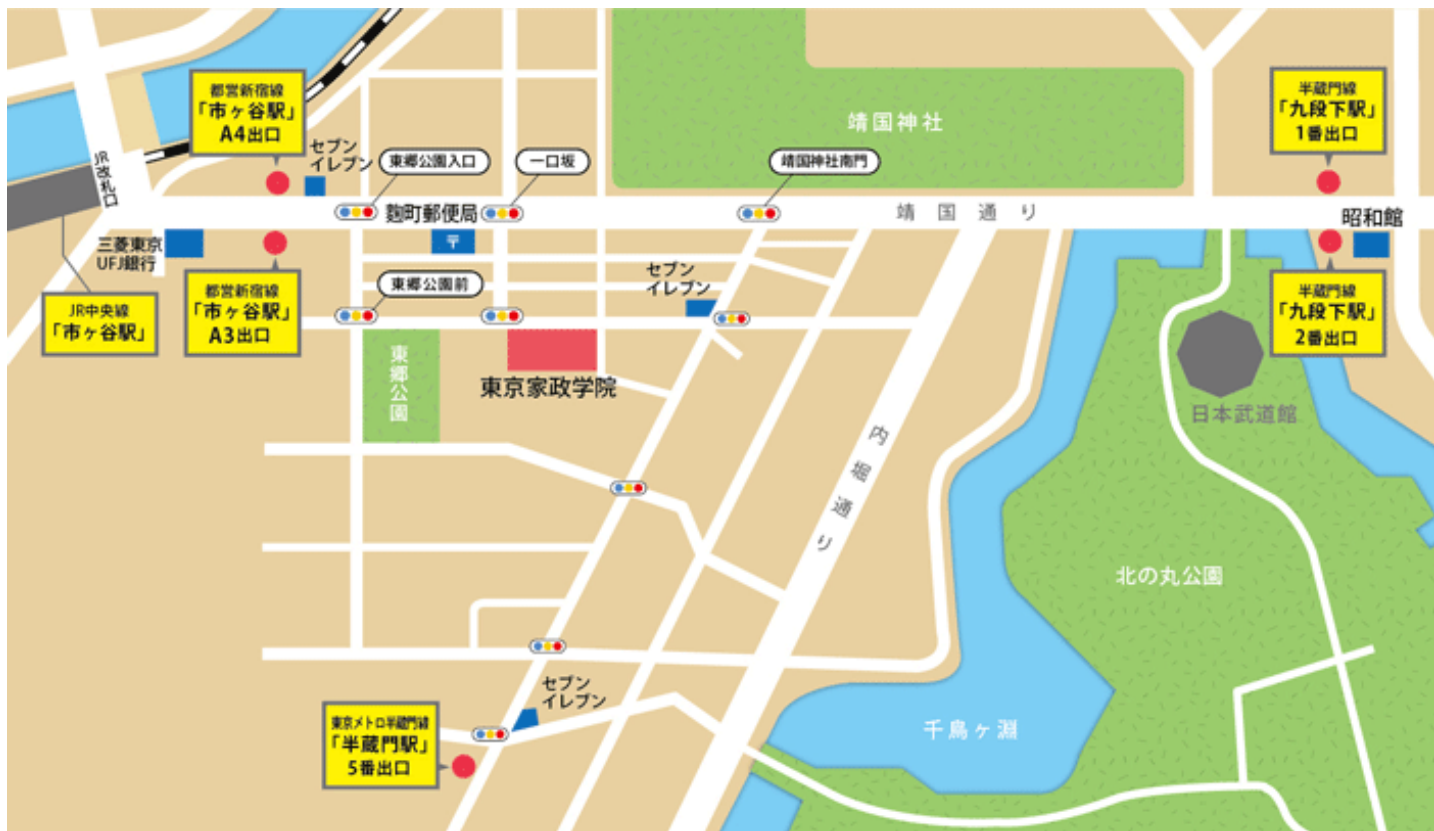 都営新宿線
「市ヶ谷駅」
A4出口
セブン
イレブン
東郷公園入口
一口坂
靖国神社
靖国神社南門
半蔵門線
「九段下駅」
1番出口
JR改札口
麹町郵便局
〒
靖国通り
昭和館
三菱東京
UFJ銀行
JR中央線
「市ヶ谷駅」
都営新宿線
「市ヶ谷駅」
A3出口
東郷公園前
セブン
イレブン
半蔵門線
「九段下駅」
2番出口
東郷公園
東京家政学院
日本武道館
内堀通り
北の丸公園
セブン
イレブン
東京メトロ半蔵門線
「半蔵門駅」
5番出口
千鳥ヶ淵